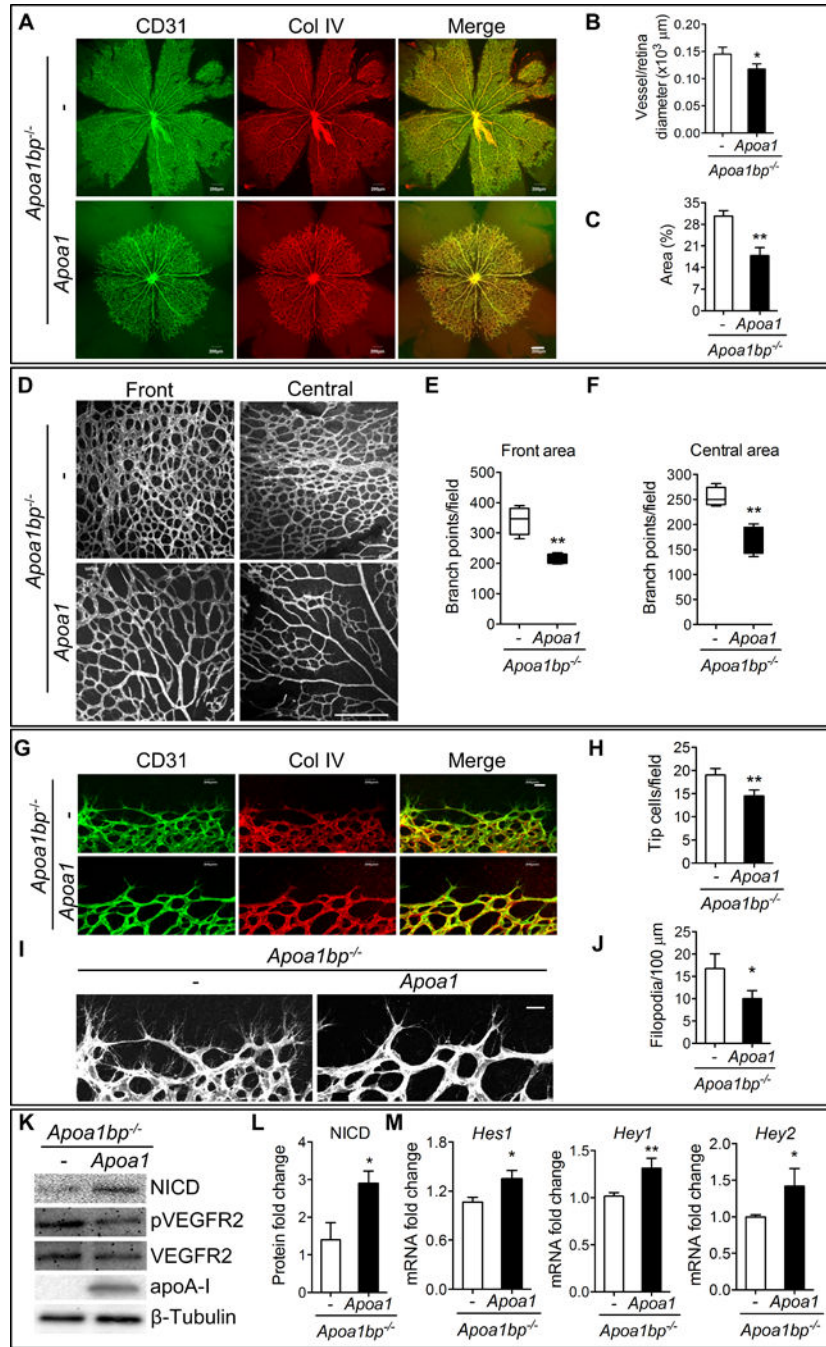 A
CD31
Col IV
Merge
Apoa1bp-/-
-
Apoa1
200µm
B
Vessel/retina
diameter (x10³ µm)
0.20
0.15
0.10
0.05
0.00
*
- Apoa1
Apoa1bp-/-
C
Area (%)
35
28
21
14
7
0
**
- Apoa1
Apoa1bp-/-
D
Front
Central
Apoa1bp-/-
-
Apoa1
E
Front area
Branch points/field
500
400
300
200
100
0
**
- Apoa1
Apoa1bp-/-
F
Central area
Branch points/field
300
250
200
150
100
50
0
**
- Apoa1
Apoa1bp-/-
G
CD31
Col IV
Merge
Apoa1bp-/-
-
Apoa1
H
Tip cells/field
25
20
15
10
5
0
**
- Apoa1
Apoa1bp-/-
I
Apoa1bp-/-
-
Apoa1
J
Filopodia/100 µm
25
20
15
10
5
0
*
- Apoa1
Apoa1bp-/-
K
Apoa1bp-/-
- Apoa1
NICD
pVEGFR2
VEGFR2
apoA-I
β-Tubulin
L
NICD
Protein fold change
4
3
2
1
0
*
- Apoa1
Apoa1bp-/-
M
Hes1
mRNA fold change
1.8
1.2
0.6
0.0
*
- Apoa1
Apoa1bp-/-
Hey1
mRNA fold change
1.5
1.0
0.5
0.0
**
- Apoa1
Apoa1bp-/-
Hey2
mRNA fold change
2.0
1.5
1.0
0.5
0.0
*
- Apoa1
Apoa1bp-/-